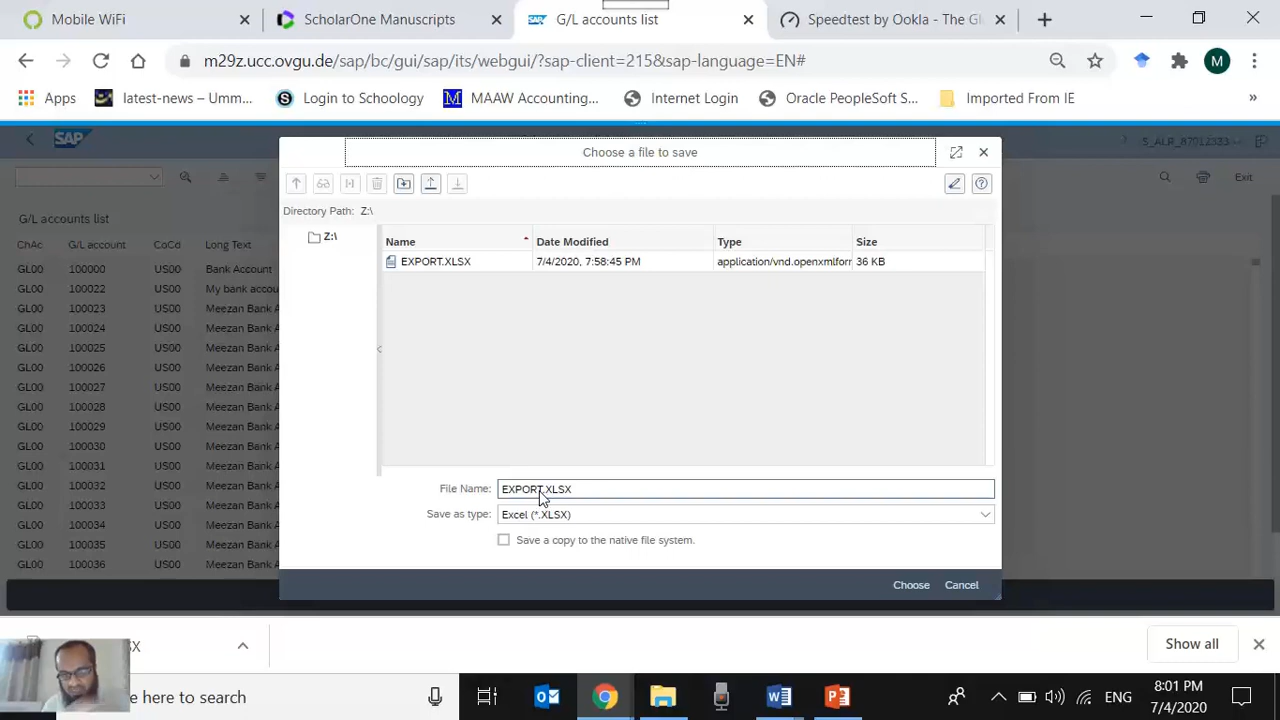 Mobile WiFi
ScholarOne Manuscripts
G/L accounts list
Speedtest by Ookla - The Gl
m29z.ucc.ovgu.de/sap/bc/gui/sap/its/webgui/?sap-client=215&sap-language=EN#
M
Apps
latest-news – Umm...
Login to Schoology
MAAW Accounting...
Internet Login
Oracle PeopleSoft S...
Imported From IE
»
SAP
Choose a file to save
S_ALR_87012333
Exit
Directory Path: Z:\
Z:\
Name
Date Modified
Type
Size
EXPORT.XLSX
7/4/2020, 7:58:45 PM
application/vnd.openxmlforr
36 KB
G/L accounts list
ChAc G/L account CoCd Long Text
GL00 100000 US00 Bank Account
GL00 100022 US00 My bank accou
GL00 100023 US00 Meezan Bank A
GL00 100024 US00 Meezan Bank A
GL00 100025 US00 Meezan Bank A
GL00 100026 US00 Meezan Bank A
GL00 100027 US00 Meezan Bank A
GL00 100028 US00 Meezan Bank A
GL00 100029 US00 Meezan Bank A
GL00 100030 US00 Meezan Bank A
GL00 100031 US00 Meezan Bank A
GL00 100032 US00 Meezan Bank A
GL00 100033 US00 Meezan Bank A
GL00 100034 US00 Meezan Bank A
GL00 100035 US00 Meezan Bank A
GL00 100036 US00 Meezan Bank A
File Name: EXPORT.XLSX
Save as type: Excel (*.XLSX)
Save a copy to the native file system.
Choose
Cancel
XLSX
Show all
here to search
ENG
8:01 PM
7/4/2020